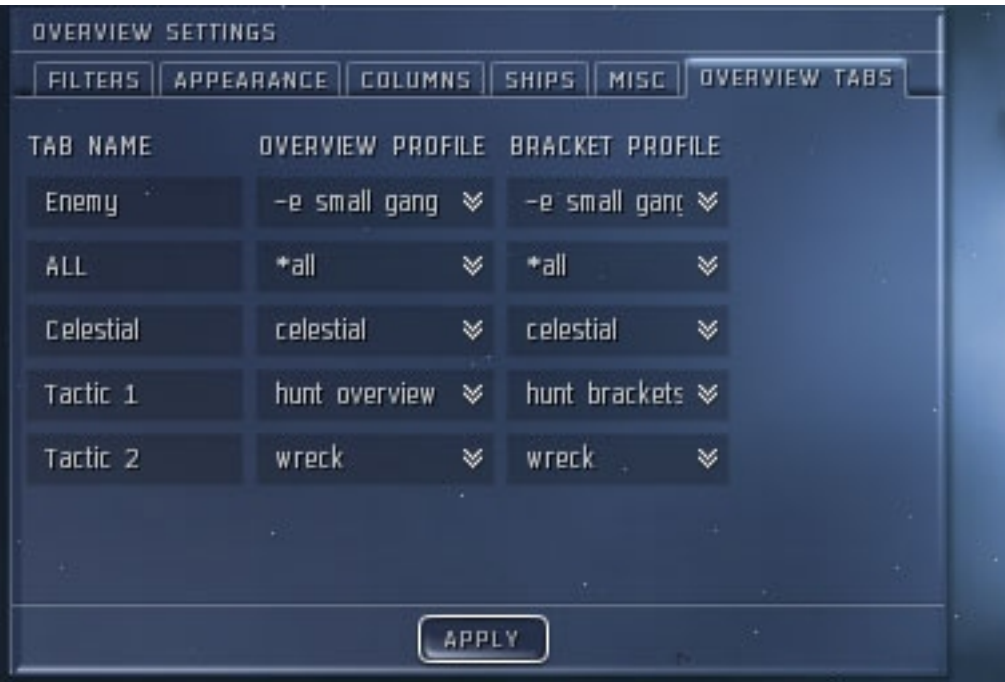 OVERVIEW SETTINGS
FILTERS APPEARANCE COLUMNS SHIPS MISC OVERVIEW TABS
TAB NAME OVERVIEW PROFILE BRACKET PROFILE
Enemy -e small gang -e small gang
ALL *all *all
Celestial celestial celestial
Tactic 1 hunt overview hunt brackets
Tactic 2 wreck wreck
APPLY